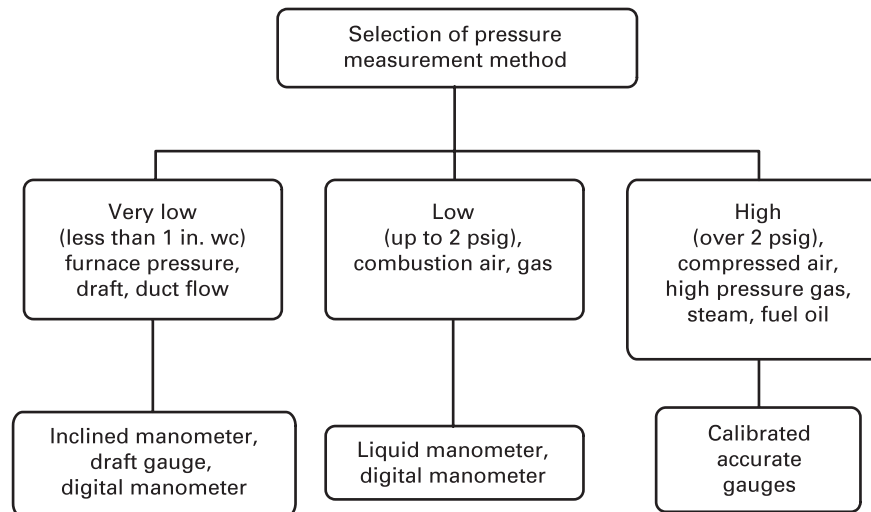 Selection of pressure
measurement method
Very low
(less than 1 in. wc)
furnace pressure,
draft, duct flow
Low
(up to 2 psig),
combustion air, gas
High
(over 2 psig),
compressed air,
high pressure gas,
steam, fuel oil
Inclined manometer,
draft gauge,
digital manometer
Liquid manometer,
digital manometer
Calibrated
accurate
gauges